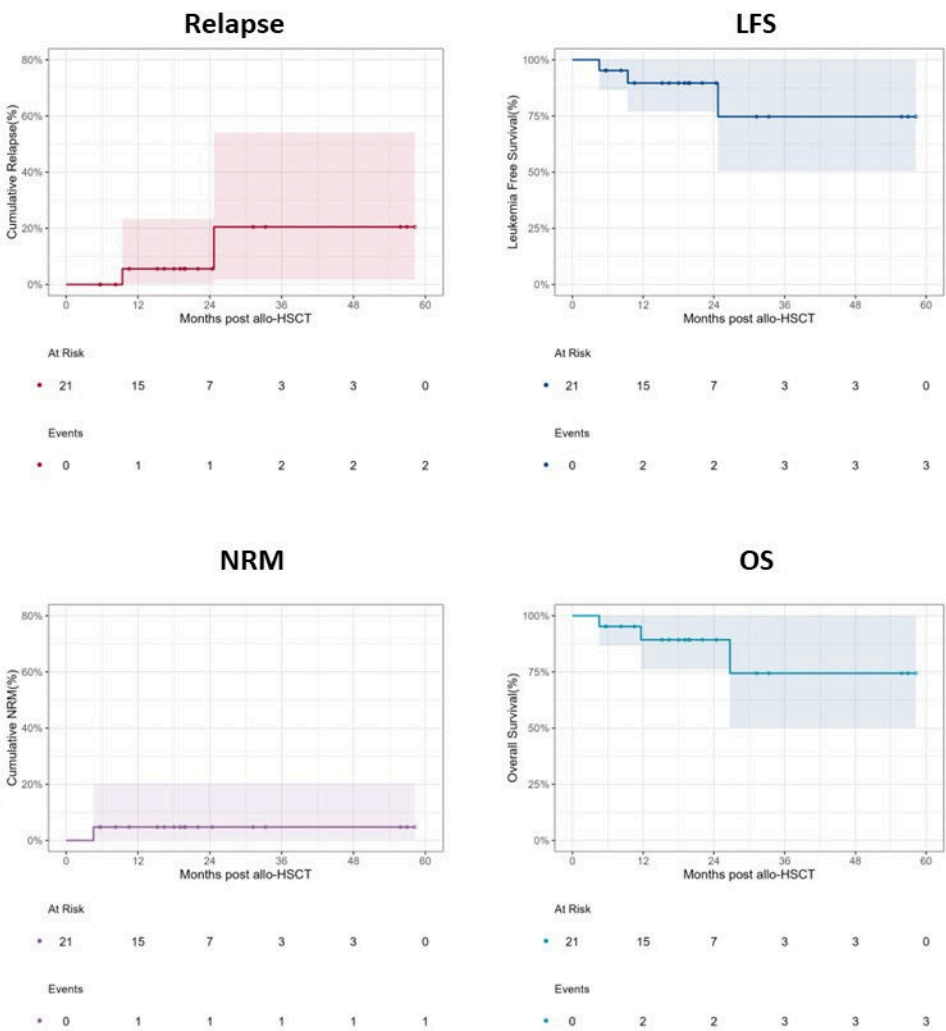 Relapse
80%
60%
40%
20%
0%
Cumulative Relapse(%)
0 12 24 36 48 60
Months post allo-HSCT
At Risk
21 15 7 3 3 0
Events
0 1 1 2 2 2
LFS
100%
75%
50%
25%
0%
Leukemia Free Survival(%)
0 12 24 36 48 60
Months post allo-HSCT
At Risk
21 15 7 3 3 0
Events
0 2 2 3 3 3
NRM
80%
60%
40%
20%
0%
Cumulative NRM(%)
0 12 24 36 48 60
Months post allo-HSCT
At Risk
21 15 7 3 3 0
Events
0 1 1 1 1 1
OS
100%
75%
50%
25%
0%
Overall Survival(%)
0 12 24 36 48 60
Months post allo-HSCT
At Risk
21 15 7 3 3 0
Events
0 2 2 3 3 3